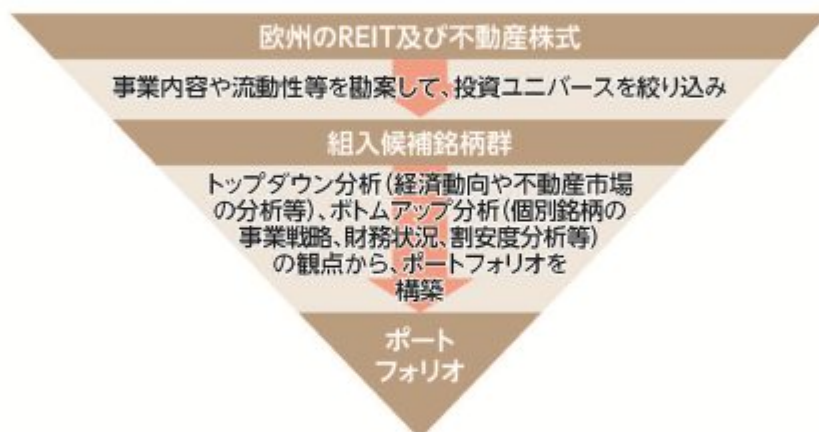 欧州のREIT及び不動産株式
事業内容や流動性等を勘案して、投資ユニバースを絞り込み
組入候補銘柄群
トップダウン分析(経済動向や不動産市場
の分析等)、ボトムアップ分析(個別銘柄の
事業戦略、財務状況、割安度分析等)
の観点から、ポートフォリオを
構築
ポート
フォリオ